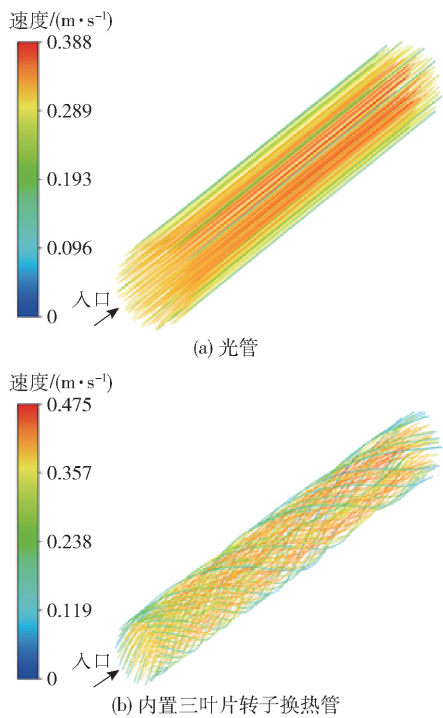 速度/(m·s⁻¹)
0.388
0.289
0.193
0.096
0
入口
(a) 光管
速度/(m·s⁻¹)
0.475
0.357
0.238
0.119
0
入口
(b) 内置三叶片转子换热管